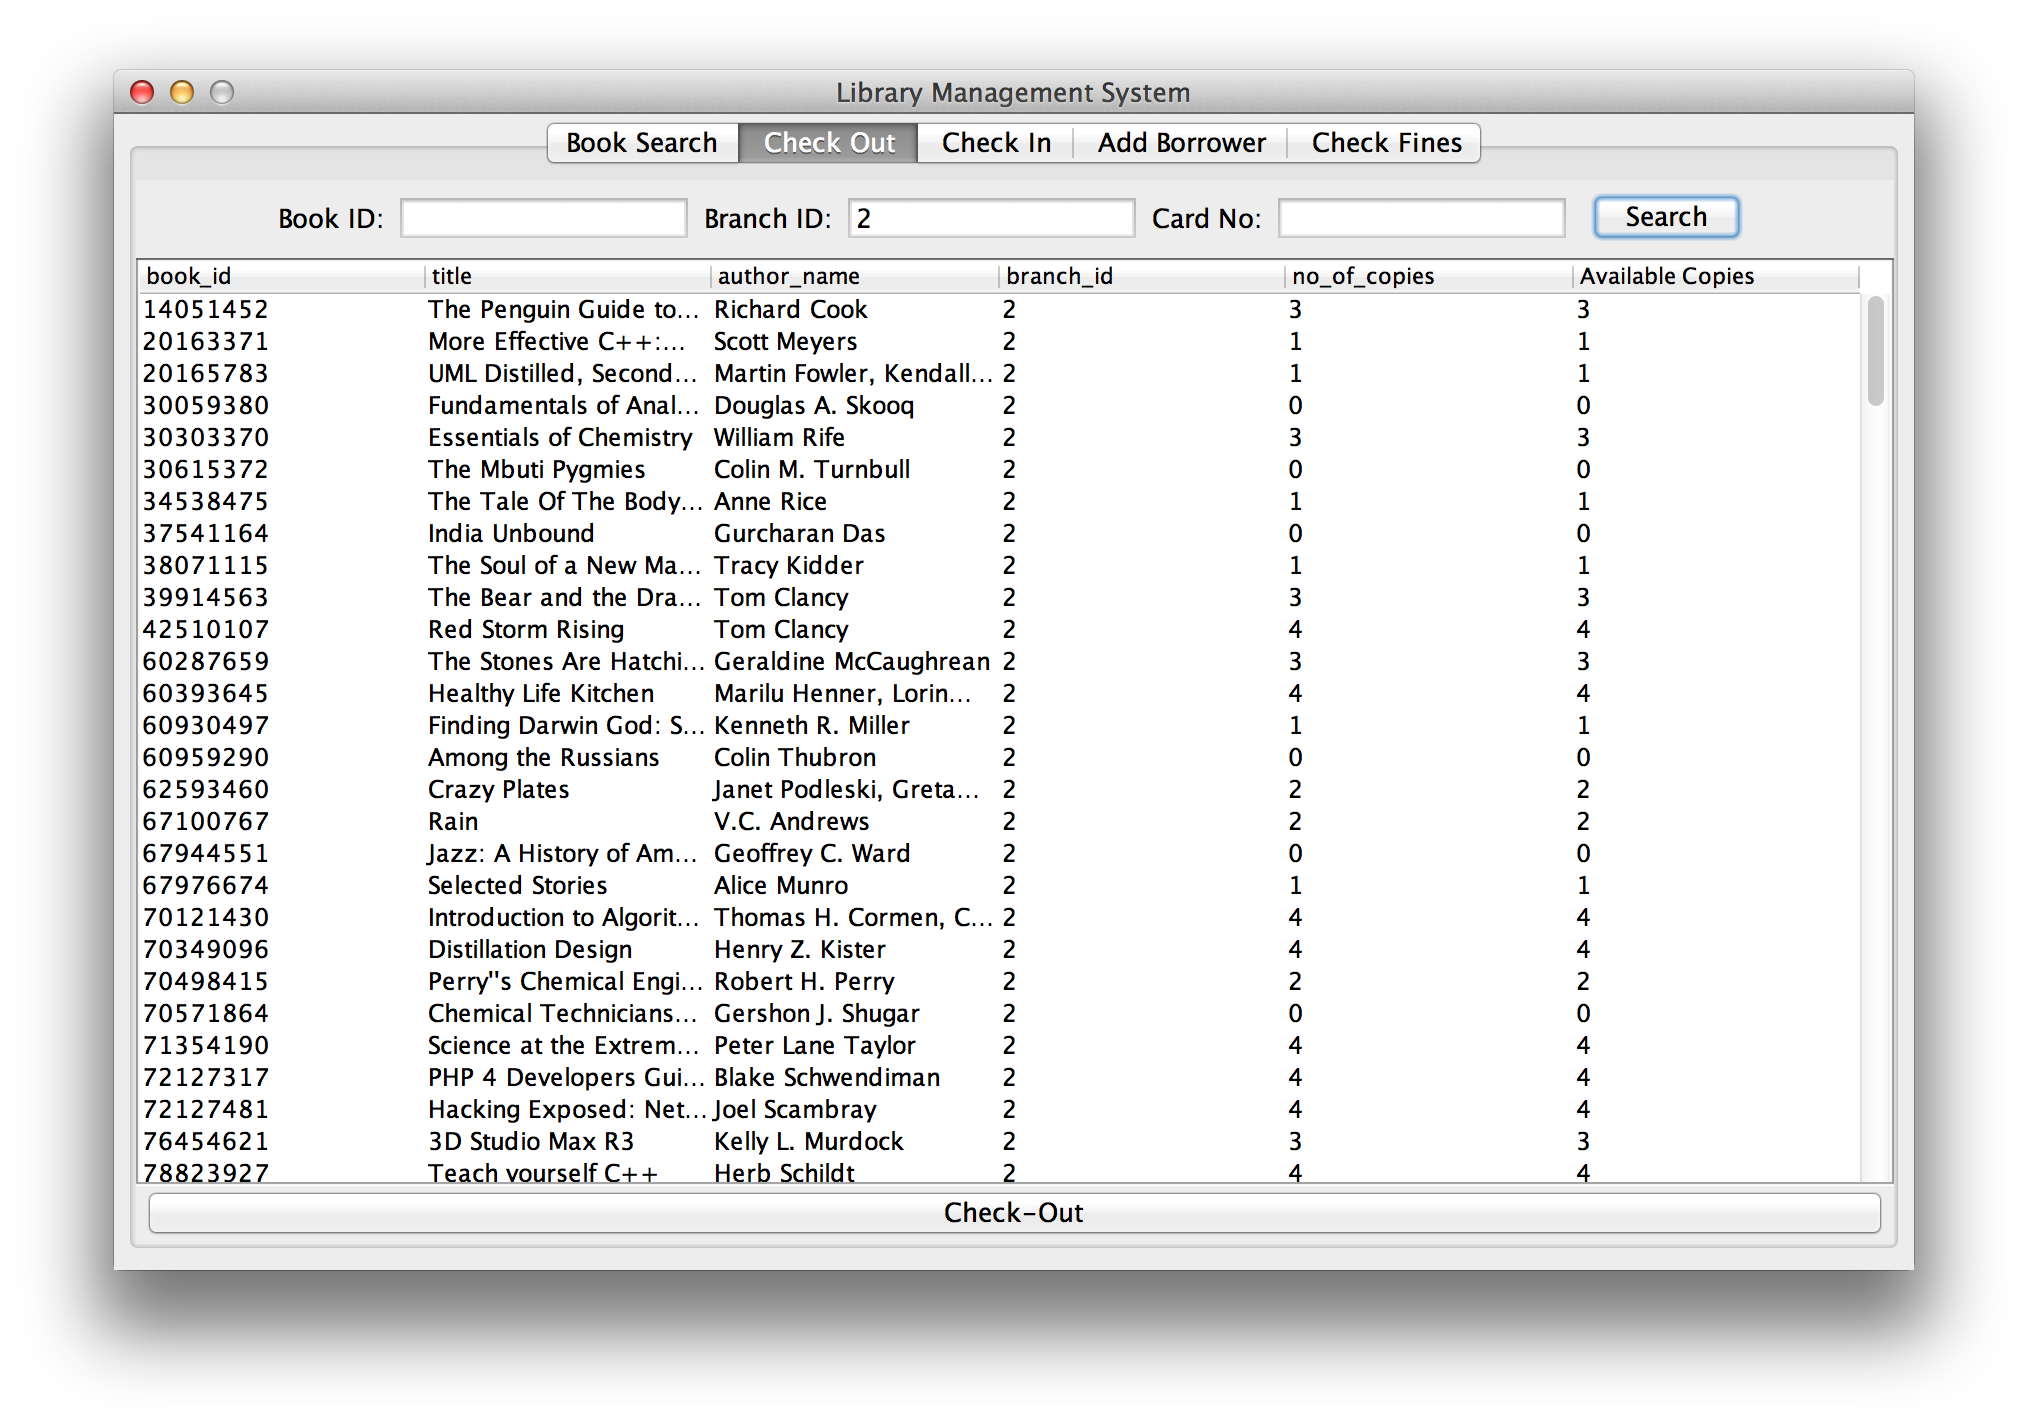 Library Management System
Book Search Check Out Check In Add Borrower Check Fines
Book ID: Branch ID: 2 Card No: Search
book_id title author_name branch_id no_of_copies Available Copies
14051452 The Penguin Guide to... Richard Cook 2 3 3
20163371 More Effective C++:... Scott Meyers 2 1 1
20165783 UML Distilled, Second... Martin Fowler, Kendall... 2 1 1
30059380 Fundamentals of Anal... Douglas A. Skooq 2 0 0
30303370 Essentials of Chemistry William Rife 2 3 3
30615372 The Mbuti Pygmies Colin M. Turnbull 2 0 0
34538475 The Tale Of The Body... Anne Rice 2 1 1
37541164 India Unbound Gurcharan Das 2 0 0
38071115 The Soul of a New Ma... Tracy Kidder 2 1 1
39914563 The Bear and the Dra... Tom Clancy 2 3 3
42510107 Red Storm Rising Tom Clancy 2 4 4
60287659 The Stones Are Hatchi... Geraldine McCaughrean 2 3 3
60393645 Healthy Life Kitchen Marilu Henner, Lorin... 2 4 4
60930497 Finding Darwin God: S... Kenneth R. Miller 2 1 1
60959290 Among the Russians Colin Thubron 2 0 0
62593460 Crazy Plates Janet Podleski, Greta... 2 2 2
67100767 Rain V.C. Andrews 2 2 2
67944551 Jazz: A History of Am... Geoffrey C. Ward 2 0 0
67976674 Selected Stories Alice Munro 2 1 1
70121430 Introduction to Algorit... Thomas H. Cormen, C... 2 4 4
70349096 Distillation Design Henry Z. Kister 2 4 4
70498415 Perry''s Chemical Engi... Robert H. Perry 2 2 2
70571864 Chemical Technicians... Gershon J. Shugar 2 0 0
71354190 Science at the Extrem... Peter Lane Taylor 2 4 4
72127317 PHP 4 Developers Gui... Blake Schwendiman 2 4 4
72127481 Hacking Exposed: Net... Joel Scambray 2 4 4
76454621 3D Studio Max R3 Kelly L. Murdock 2 3 3
78823927 Teach yourself C++ Herb Schildt 2 4 4
Check-Out